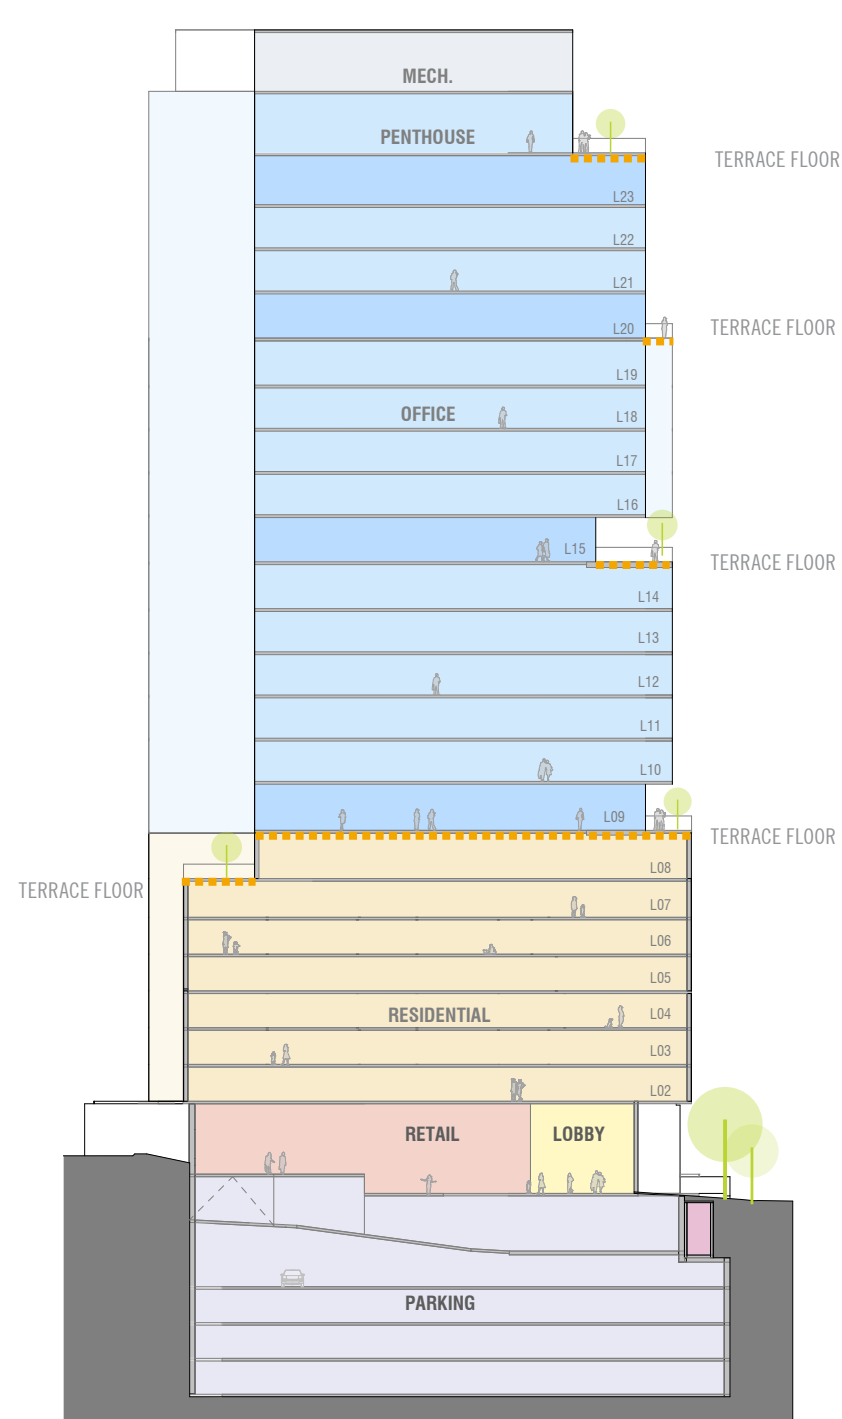 MECH.
PENTHOUSE
TERRACE FLOOR
L23
L22
L21
L20
TERRACE FLOOR
L19
OFFICE
L18
L17
L16
L15
TERRACE FLOOR
L14
L13
L12
L11
L10
L09
TERRACE FLOOR
L08
TERRACE FLOOR
L07
L06
L05
RESIDENTIAL
L04
L03
L02
RETAIL
LOBBY
PARKING